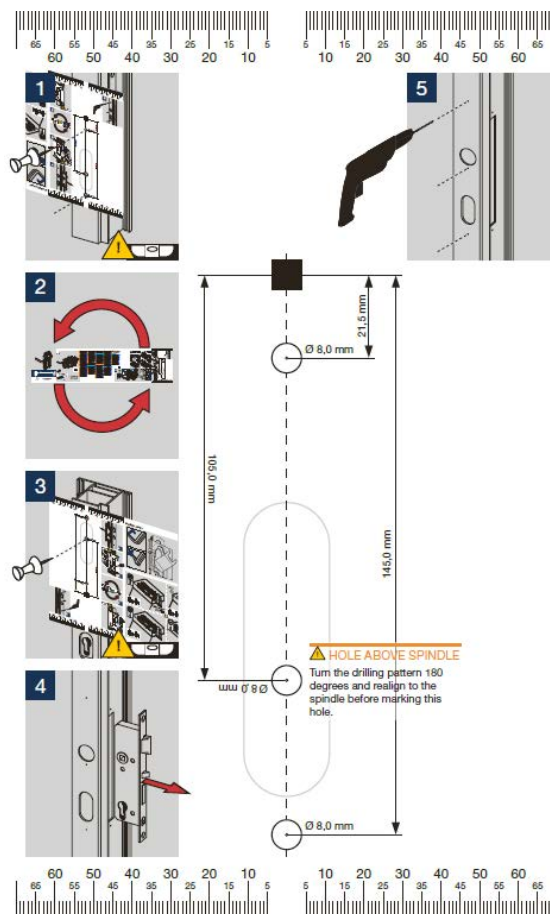 65 55 45 35 25 15 5 5 15 25 35 45 55 65
60 50 40 30 20 10 10 20 30 40 50 60
1
5
2
21,5 mm
Ø 8,0 mm
105,0 mm
3
145,0 mm
HOLE ABOVE SPINDLE
Turn the drilling pattern 180
degrees and realign to the
spindle before marking this
hole.
Ø 8,0 mm
4
Ø 8,0 mm
60 50 40 30 20 10 10 20 30 40 50 60
65 55 45 35 25 15 5 5 15 25 35 45 55 65